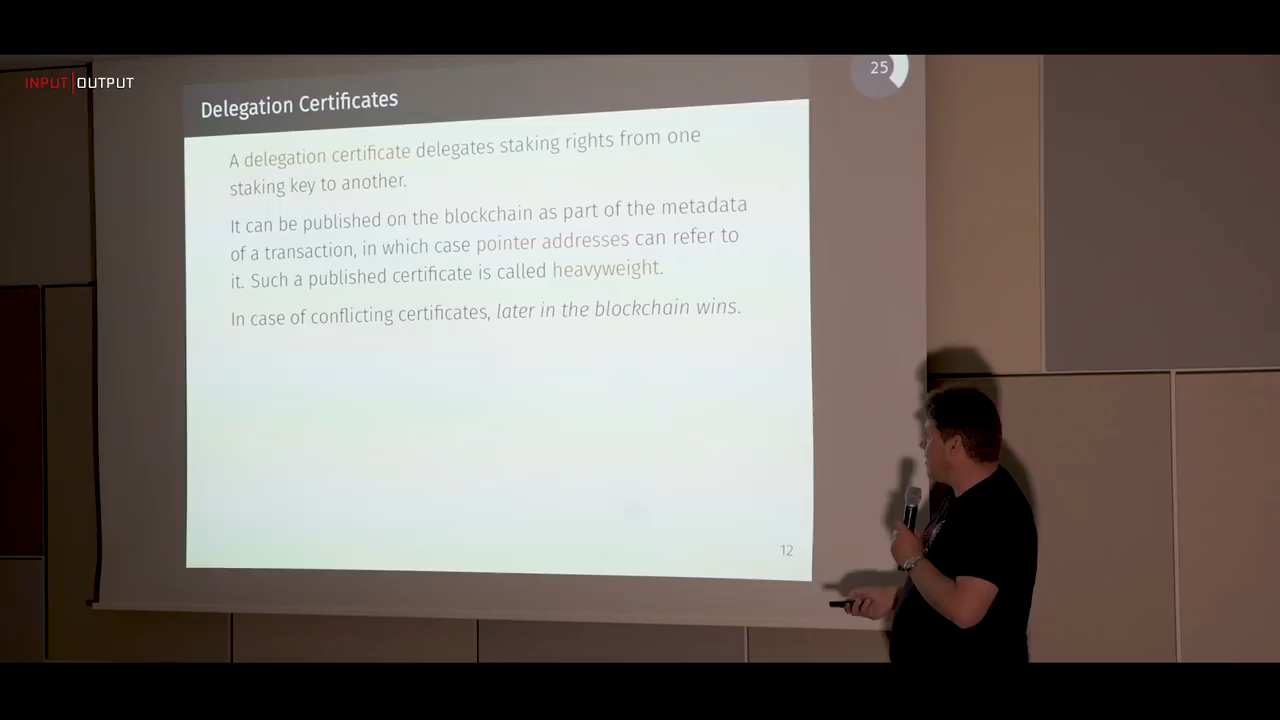 INPUT|OUTPUT
25
Delegation Certificates
A delegation certificate delegates staking rights from one
staking key to another.
It can be published on the blockchain as part of the metadata
of a transaction, in which case pointer addresses can refer to
it. Such a published certificate is called heavyweight.
In case of conflicting certificates, later in the blockchain wins.
12